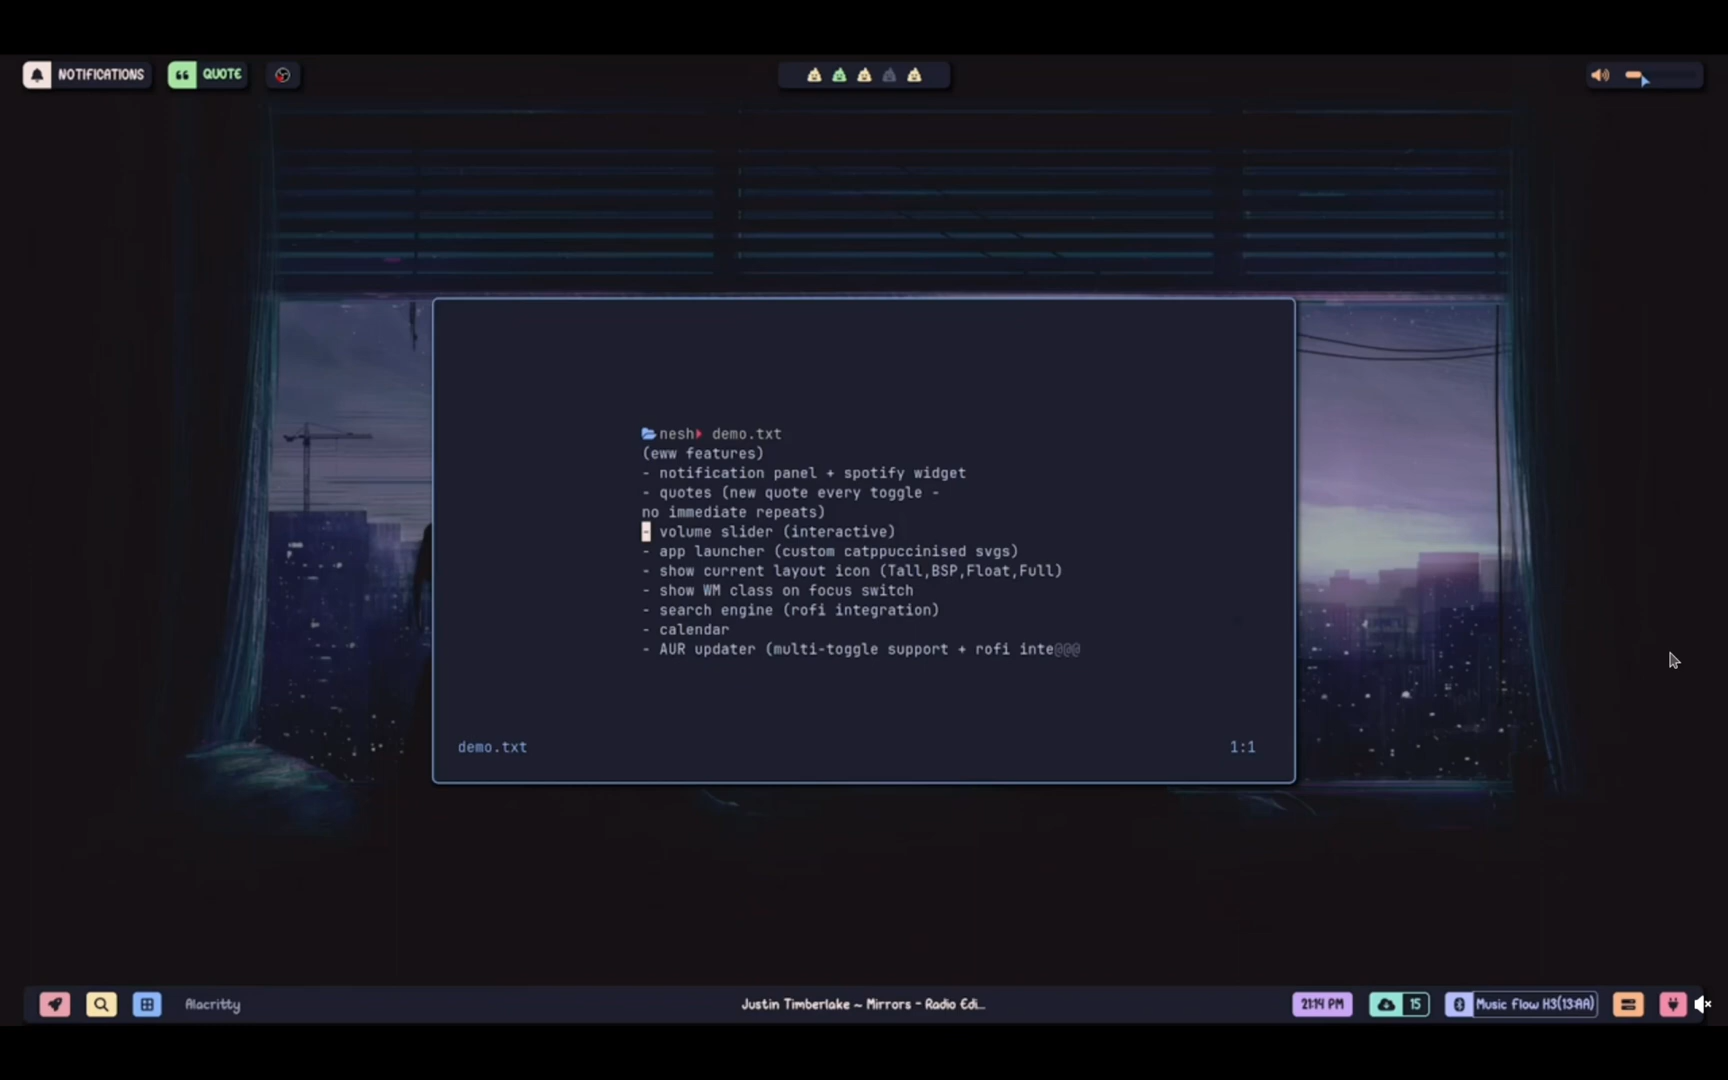 NOTIFICATIONS
QUOTE
nesh demo.txt
(eww features)
- notification panel + spotify widget
- quotes (new quote every toggle -
no immediate repeats)
- volume slider (interactive)
- app launcher (custom catppuccinised svgs)
- show current layout icon (Tall,BSP,Float,Full)
- show WM class on focus switch
- search engine (rofi integration)
- calendar
- AUR updater (multi-toggle support + rofi inte@@@
demo.txt 1:1
Alacritty
Justin Timberlake ~ Mirrors - Radio Edi...
21:14 PM
15
Music Flow H3(13:AA)